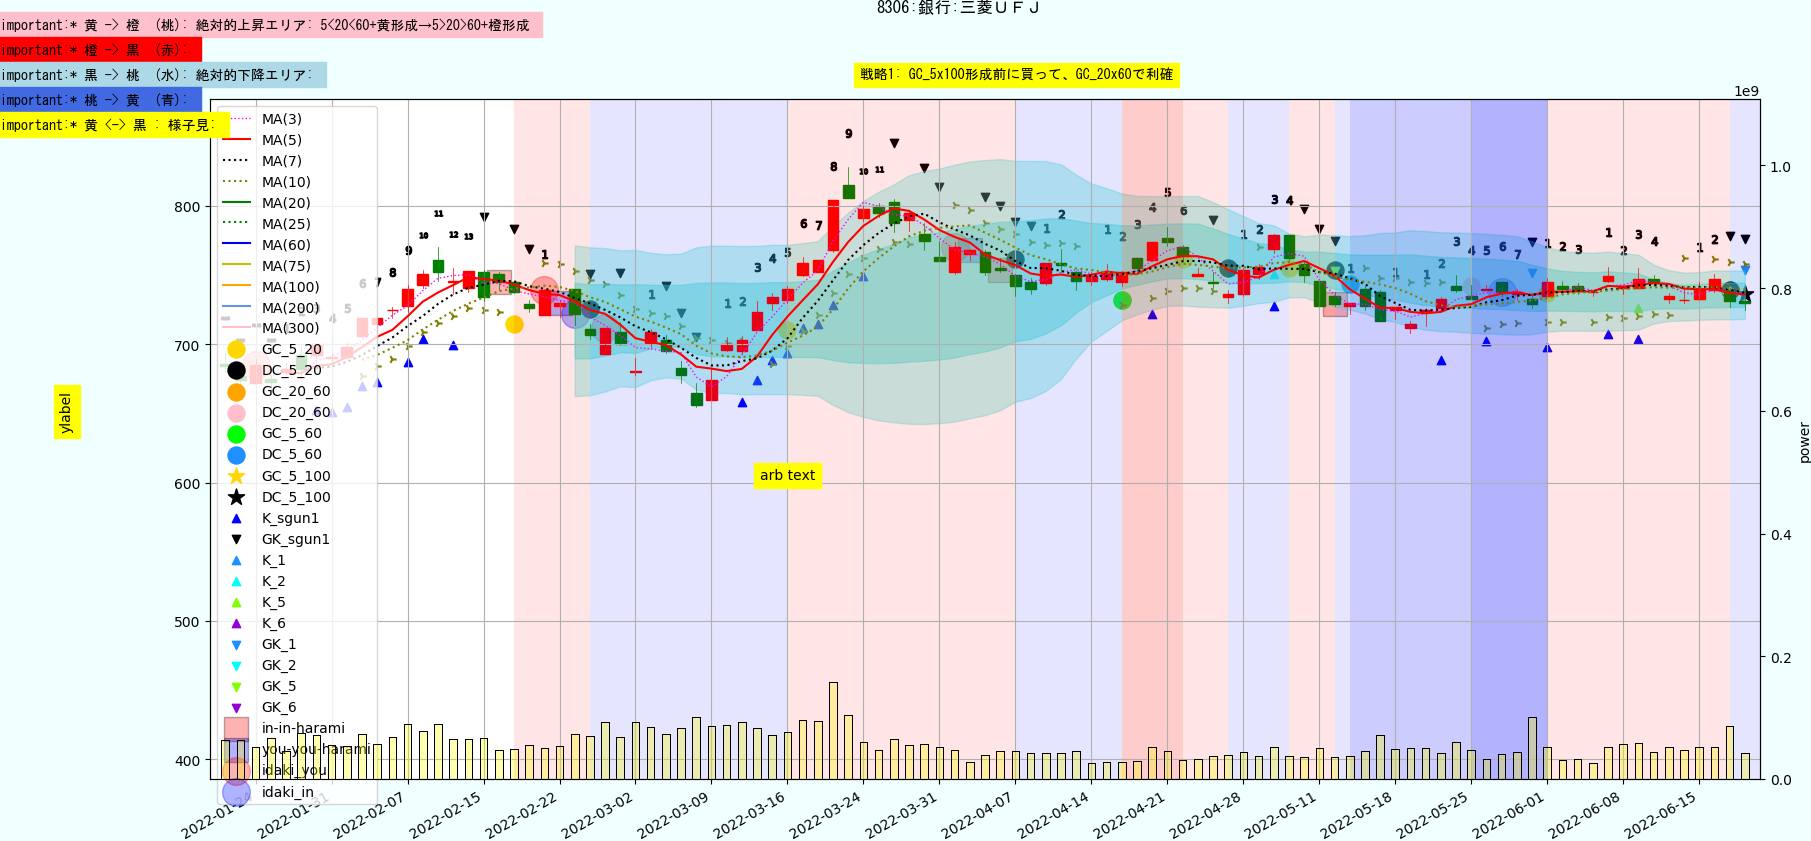 8306:銀行:三菱UFJ
important:* 黄 -> 橙 (桃): 絶対的上昇エリア: 5<20<60+黄形成→5>20>60+橙形成
important:* 橙 -> 黒 (赤):
important:* 黒 -> 桃 (水): 絶対的下降エリア:
戦略1: GC_5x100形成前に買って、GC_20x60で利確
important:* 桃 -> 黄 (青):
important:* 黄 <-> 黒 : 様子見:
1e9
MA(3)
MA(5)
MA(7)
MA(10)
MA(20)
MA(25)
MA(60)
MA(75)
MA(100)
MA(200)
MA(300)
GC_5_20
DC_5_20
GC_20_60
DC_20_60
GC_5_60
DC_5_60
GC_5_100
DC_5_100
K_sgun1
GK_sgun1
K_1
K_2
K_5
K_6
GK_1
GK_2
GK_5
GK_6
in-in-harami
you-you-harami
idaki_you
idaki_in
800
700
600
500
400
ylabel
arb text
1.0
0.8
0.6
0.4
0.2
0.0
power
2022-01-24
2022-01-31
2022-02-07
2022-02-15
2022-02-22
2022-03-02
2022-03-09
2022-03-16
2022-03-24
2022-03-31
2022-04-07
2022-04-14
2022-04-21
2022-04-28
2022-05-11
2022-05-18
2022-05-25
2022-06-01
2022-06-08
2022-06-15